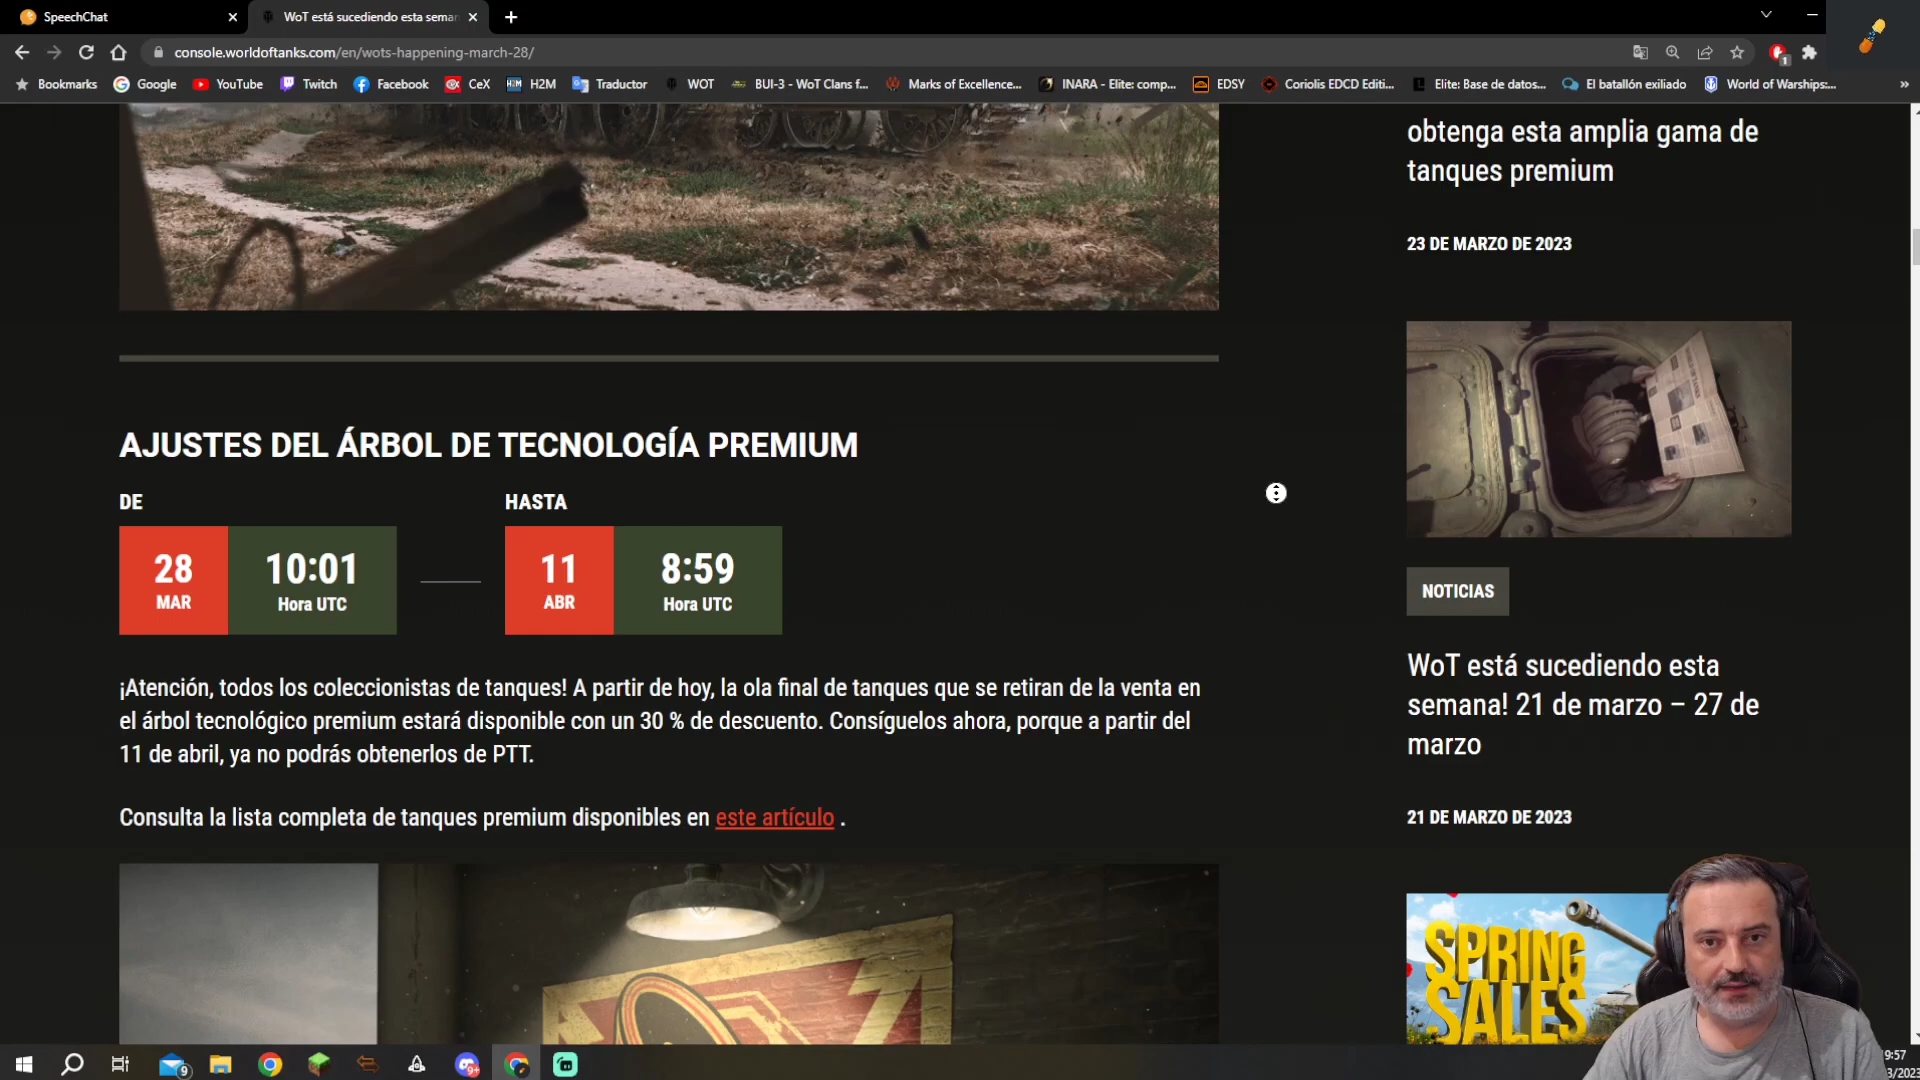 SpeechChat
WoT está sucediendo esta seman
console.worldoftanks.com/en/wots-happening-march-28/
1
Bookmarks
Google
YouTube
Twitch
Facebook
CeX
H2M
Traductor
WOT
BUI-3 - WoT Clans f...
Marks of Excellence...
INARA - Elite: comp...
EDSY
Coriolis EDCD Editi...
Elite: Base de datos...
El batallón exiliado
World of Warships:...
»
AJUSTES DEL ÁRBOL DE TECNOLOGÍA PREMIUM
DE
HASTA
28
MAR
10:01
Hora UTC
11
ABR
8:59
Hora UTC
¡Atención, todos los coleccionistas de tanques! A partir de hoy, la ola final de tanques que se retiran de la venta en
el árbol tecnológico premium estará disponible con un 30 % de descuento. Consíguelos ahora, porque a partir del
11 de abril, ya no podrás obtenerlos de PTT.
Consulta la lista completa de tanques premium disponibles en este artículo .
obtenga esta amplia gama de
tanques premium
23 DE MARZO DE 2023
NOTICIAS
WoT está sucediendo esta
semana! 21 de marzo – 27 de
marzo
21 DE MARZO DE 2023
SPRING
SALES
9
9+
9:57
3/2023